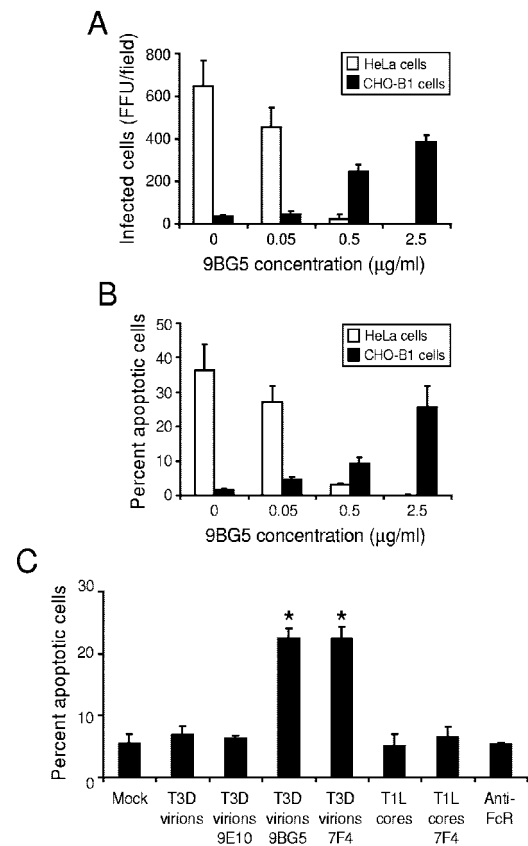 A
Infected cells (FFU/field)
800
600
400
200
0
HeLa cells
CHO-B1 cells
0 0.05 0.5 2.5
9BG5 concentration (µg/ml)
B
Percent apoptotic cells
50
40
30
20
10
0
HeLa cells
CHO-B1 cells
0 0.05 0.5 2.5
9BG5 concentration (µg/ml)
C
Percent apoptotic cells
30
20
10
0
* *
Mock T3D T3D T3D T3D T1L T1L Anti-
virions virions virions virions cores cores FcR
9E10 9BG5 7F4 7F4